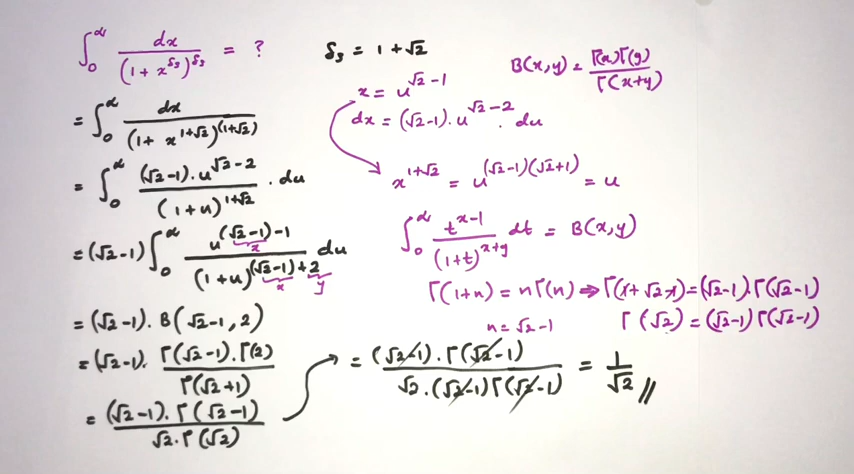 ∫₀^α dx / (1 + x^(δ₃))^(δ₃) = ?
δ₃ = 1 + √2
B(x,y) = Γ(x)Γ(y) / Γ(x+y)
= ∫₀^α dx / (1 + x^(1+√2))^(1+√2)
x = u^(√2-1)
dx = (√2-1) . u^(√2-2) . du
= ∫₀^α (√2-1) . u^(√2-2) / (1+u)^(1+√2) . du
x^(1+√2) = u^((√2-1)(√2+1)) = u
= (√2-1) ∫₀^α u^((√2-1)-1) / (1+u)^((√2-1)+2) du
x
x y
∫₀^α t^(x-1) / (1+t)^(x+y) dt = B(x,y)
Γ(1+n) = nΓ(n) ⇒ Γ(1+√2-1) = (√2-1) . Γ(√2-1)
n = √2-1
Γ(√2) = (√2-1) Γ(√2-1)
= (√2-1) . B(√2-1, 2)
= (√2-1) . Γ(√2-1) . Γ(2) / Γ(√2+1)
= (√2-1) . Γ(√2-1) / √2 . Γ(√2)
= (√2-1) . Γ(√2-1) / √2 . (√2-1) Γ(√2-1) = 1/√2 //